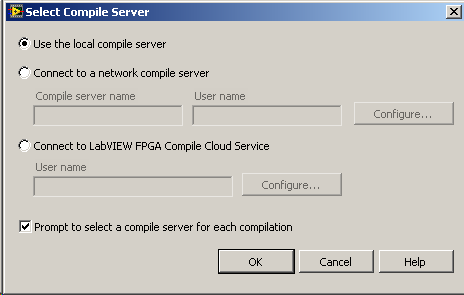 Select Compile Server
Use the local compile server
Connect to a network compile server
Compile server name User name
Configure...
Connect to LabVIEW FPGA Compile Cloud Service
User name
Configure...
Prompt to select a compile server for each compilation
OK Cancel Help